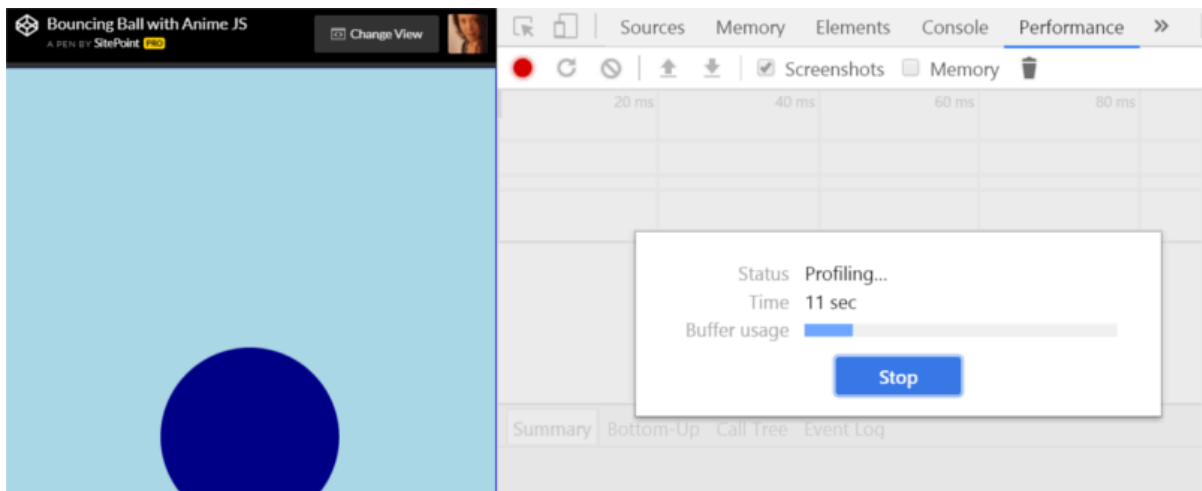 Bouncing Ball with Anime JS
A PEN BY SitePoint PRO
Change View
Sources Memory Elements Console Performance »
Screenshots Memory
20 ms 40 ms 60 ms 80 ms
Status Profiling...
Time 11 sec
Buffer usage
Stop
Summary Bottom-Up Call Tree Event Log